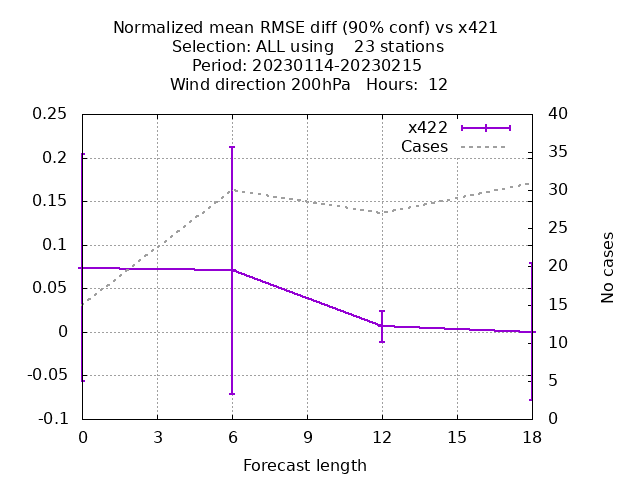 Normalized mean RMSE diff (90% conf) vs x421
Selection: ALL using    23 stations
Period: 20230114-20230215
Wind direction 200hPa   Hours:  12
x422
Cases
0.25
0.2
0.15
0.1
0.05
0
-0.05
-0.1
40
35
30
25
20
15
10
5
0
No cases
0 3 6 9 12 15 18
Forecast length